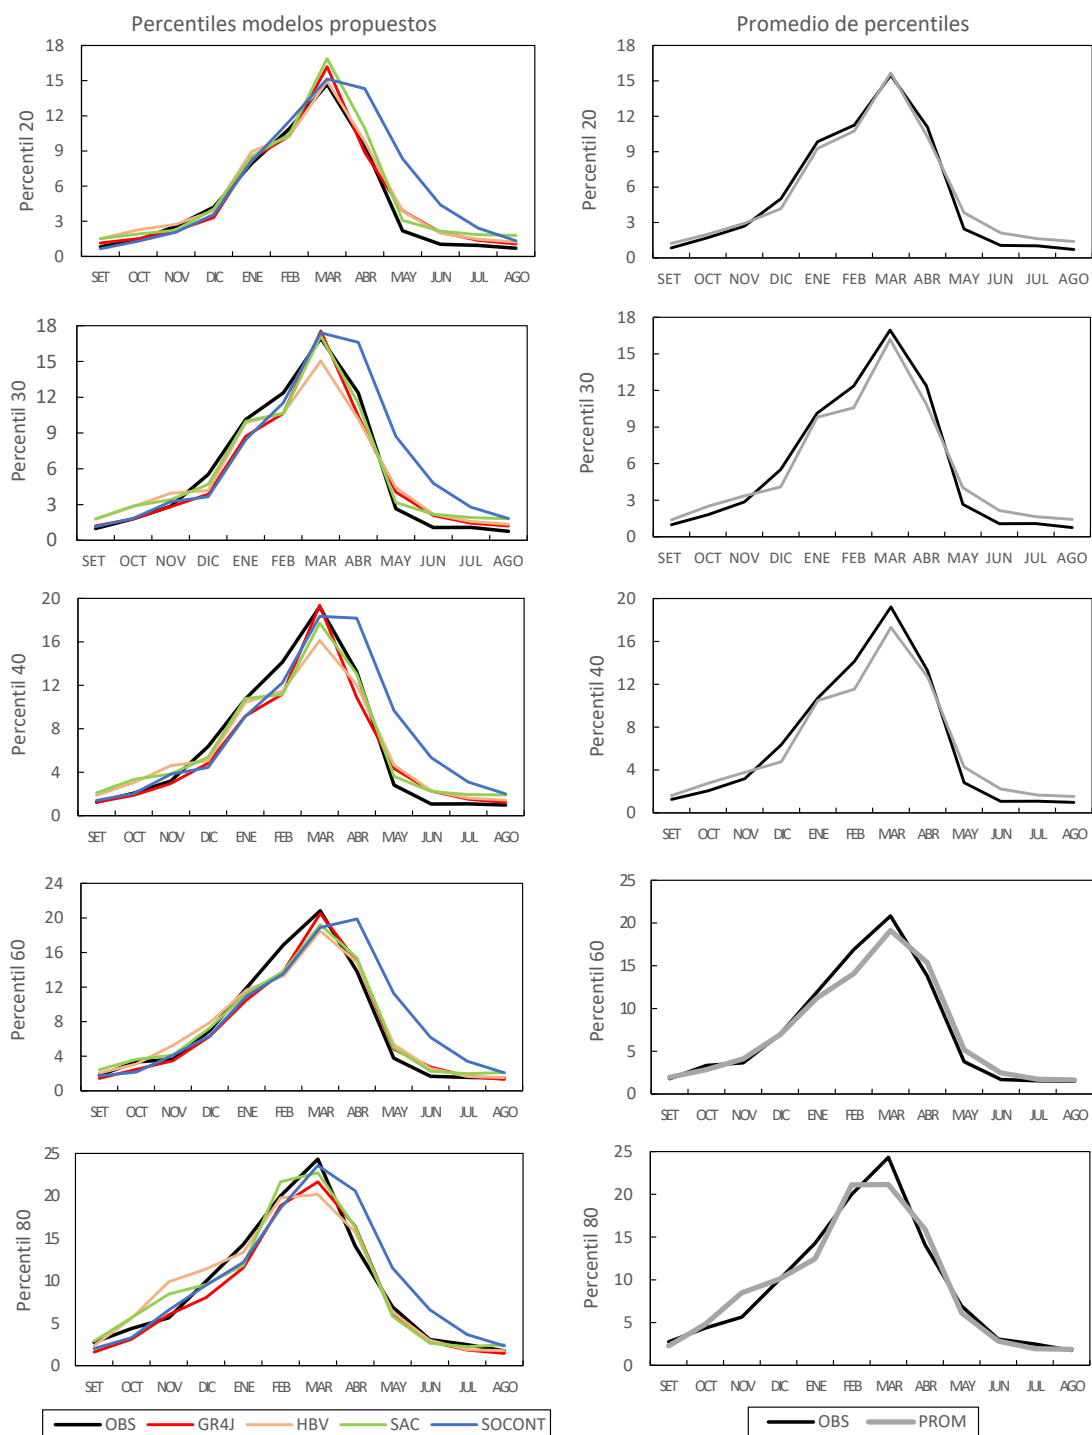 Percentiles modelos propuestos
Promedio de percentiles
Percentil 20
18
15
12
9
6
3
0
SET OCT NOV DIC ENE FEB MAR ABR MAY JUN JUL AGO
Percentil 20
18
15
12
9
6
3
0
SET OCT NOV DIC ENE FEB MAR ABR MAY JUN JUL AGO
Percentil 30
18
15
12
9
6
3
0
SET OCT NOV DIC ENE FEB MAR ABR MAY JUN JUL AGO
Percentil 30
18
15
12
9
6
3
0
SET OCT NOV DIC ENE FEB MAR ABR MAY JUN JUL AGO
Percentil 40
20
16
12
8
4
0
SET OCT NOV DIC ENE FEB MAR ABR MAY JUN JUL AGO
Percentil 40
20
16
12
8
4
0
SET OCT NOV DIC ENE FEB MAR ABR MAY JUN JUL AGO
Percentil 60
24
20
16
12
8
4
0
SET OCT NOV DIC ENE FEB MAR ABR MAY JUN JUL AGO
Percentil 60
25
20
15
10
5
0
SET OCT NOV DIC ENE FEB MAR ABR MAY JUN JUL AGO
Percentil 80
25
20
15
10
5
0
SET OCT NOV DIC ENE FEB MAR ABR MAY JUN JUL AGO
Percentil 80
25
20
15
10
5
0
SET OCT NOV DIC ENE FEB MAR ABR MAY JUN JUL AGO
OBS GR4J HBV SAC SOCONT
OBS PROM